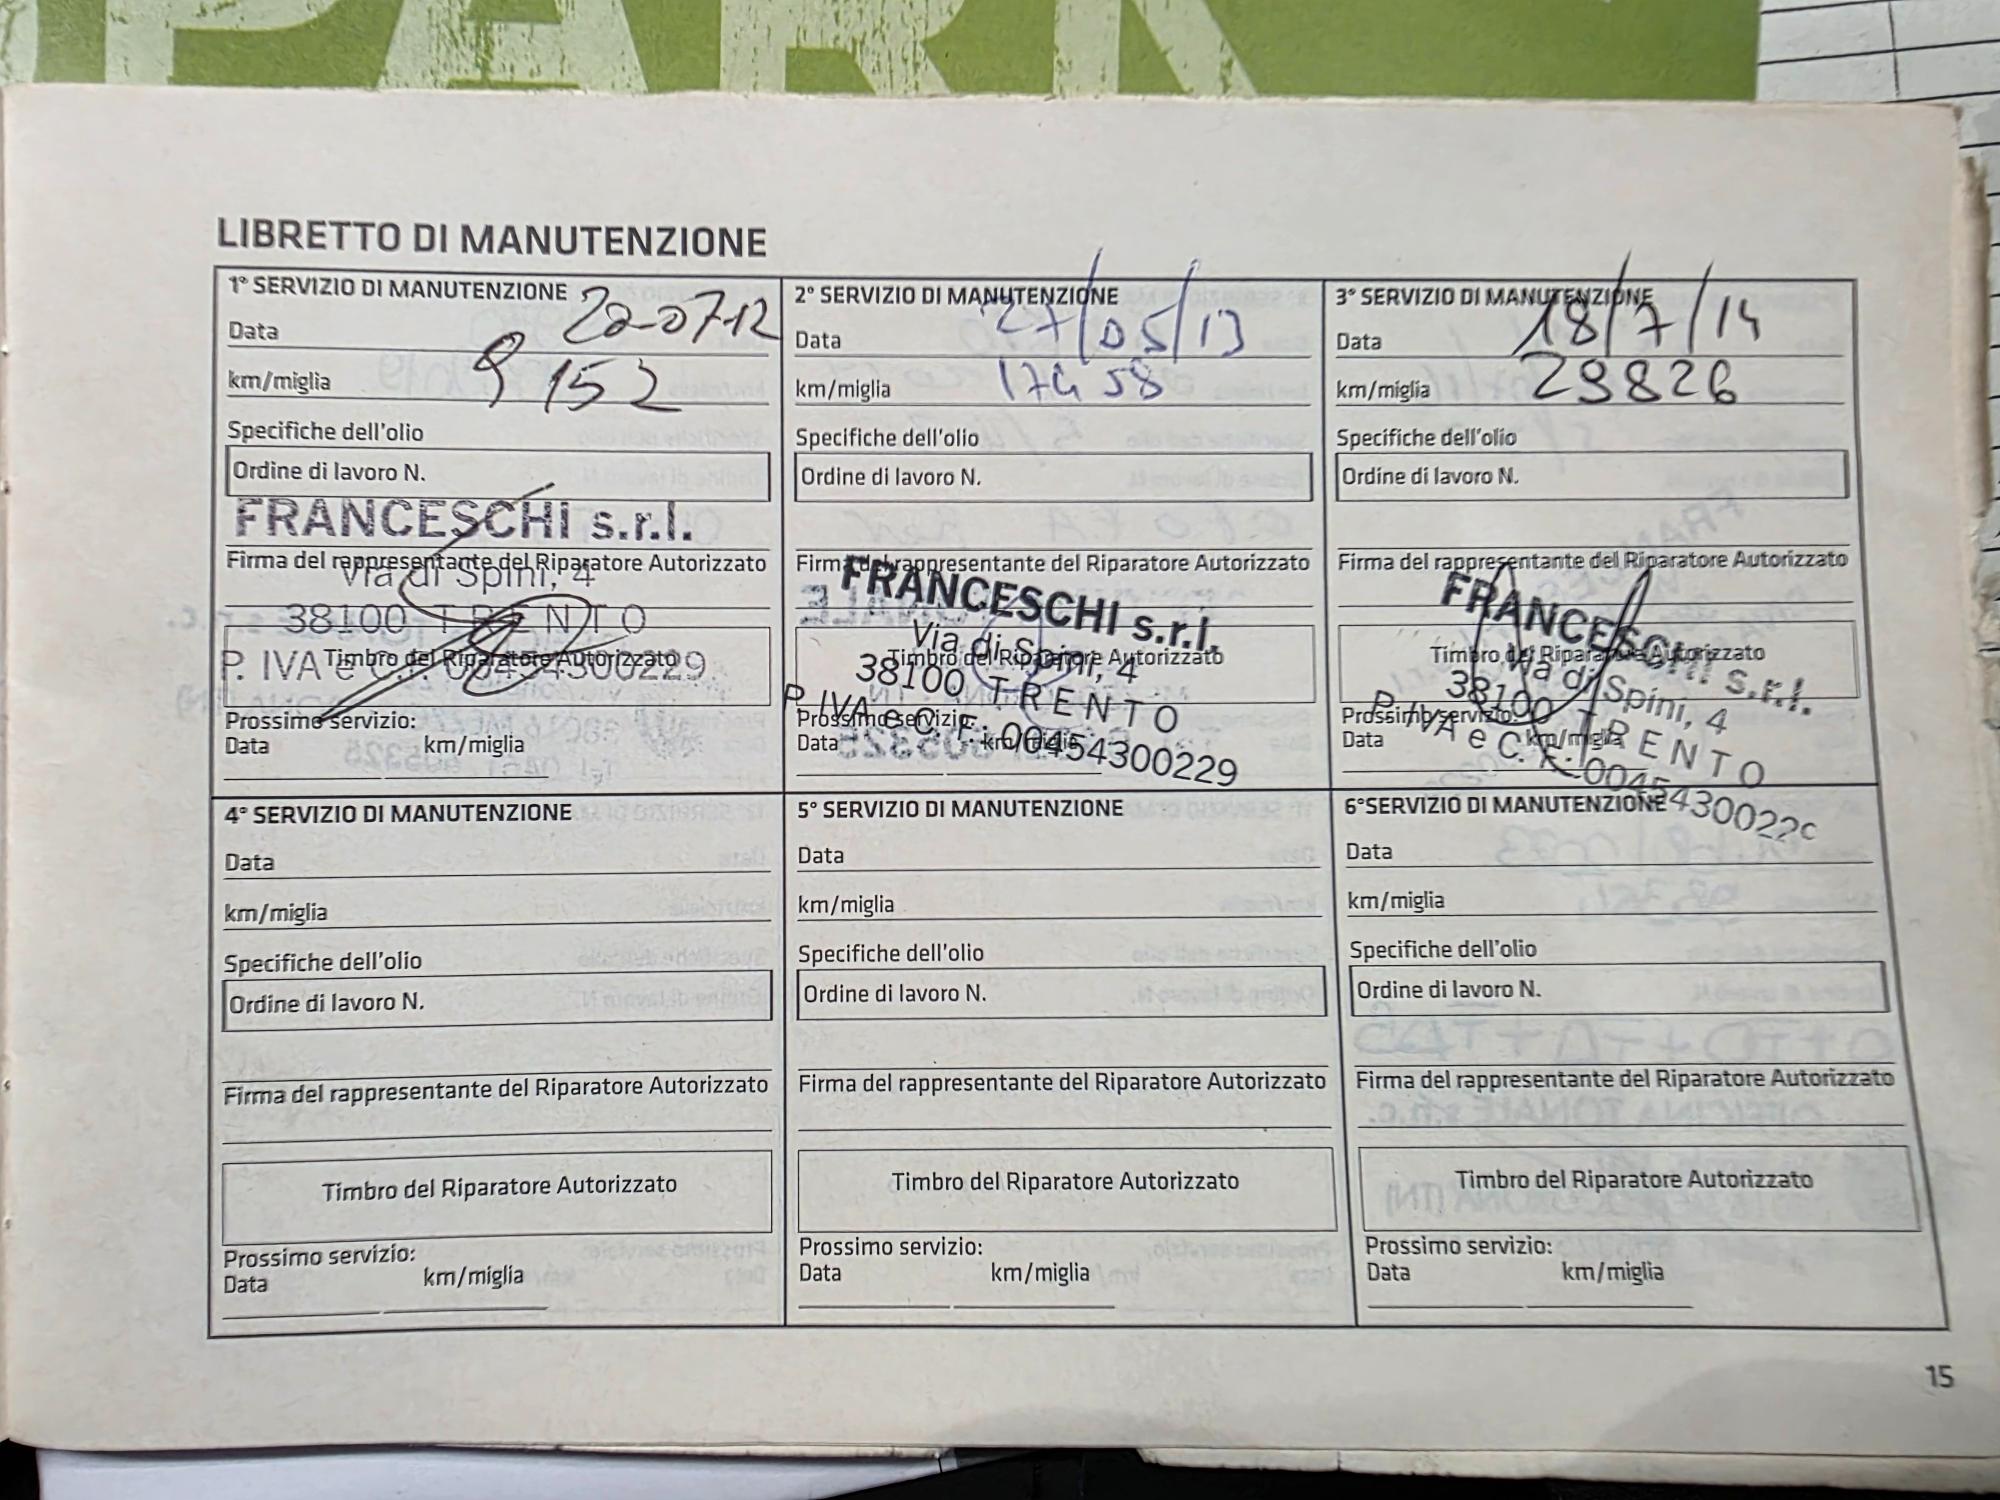 PARK
LIBRETTO DI MANUTENZIONE
1° SERVIZIO DI MANUTENZIONE
Data 22-07-12
km/miglia 9152
Specifiche dell'olio
Ordine di lavoro N.
FRANCESCHI s.r.l.
Firma del rappresentante del Riparatore Autorizzato
Via di Spini, 4
38100 TRENTO
Timbro del Riparatore Autorizzato
P. IVA e C.F. 00454300229
Prossimo servizio:
Data km/miglia
2° SERVIZIO DI MANUTENZIONE
Data 27/05/13
km/miglia 17458
Specifiche dell'olio
Ordine di lavoro N.
Firma del rappresentante del Riparatore Autorizzato
FRANCESCHI s.r.l.
Via di Spini, 4
Timbro del Riparatore Autorizzato
38100 TRENTO
P. IVA e C. F. 00454300229
Prossimo servizio:
Data km/miglia
3° SERVIZIO DI MANUTENZIONE
Data 18/7/14
km/miglia 29826
Specifiche dell'olio
Ordine di lavoro N.
Firma del rappresentante del Riparatore Autorizzato
FRANCESCHI s.r.l.
Timbro del Riparatore Autorizzato
Via di Spini, 4
38100 TRENTO
P. IVA e C. F. 0045430022
Prossimo servizio:
Data km/miglia
4° SERVIZIO DI MANUTENZIONE
Data
km/miglia
Specifiche dell'olio
Ordine di lavoro N.
Firma del rappresentante del Riparatore Autorizzato
Timbro del Riparatore Autorizzato
Prossimo servizio:
Data km/miglia
5° SERVIZIO DI MANUTENZIONE
Data
km/miglia
Specifiche dell'olio
Ordine di lavoro N.
Firma del rappresentante del Riparatore Autorizzato
Timbro del Riparatore Autorizzato
Prossimo servizio:
Data km/miglia
6°SERVIZIO DI MANUTENZIONE
Data
km/miglia
Specifiche dell'olio
Ordine di lavoro N.
Firma del rappresentante del Riparatore Autorizzato
Timbro del Riparatore Autorizzato
Prossimo servizio:
Data km/miglia
15